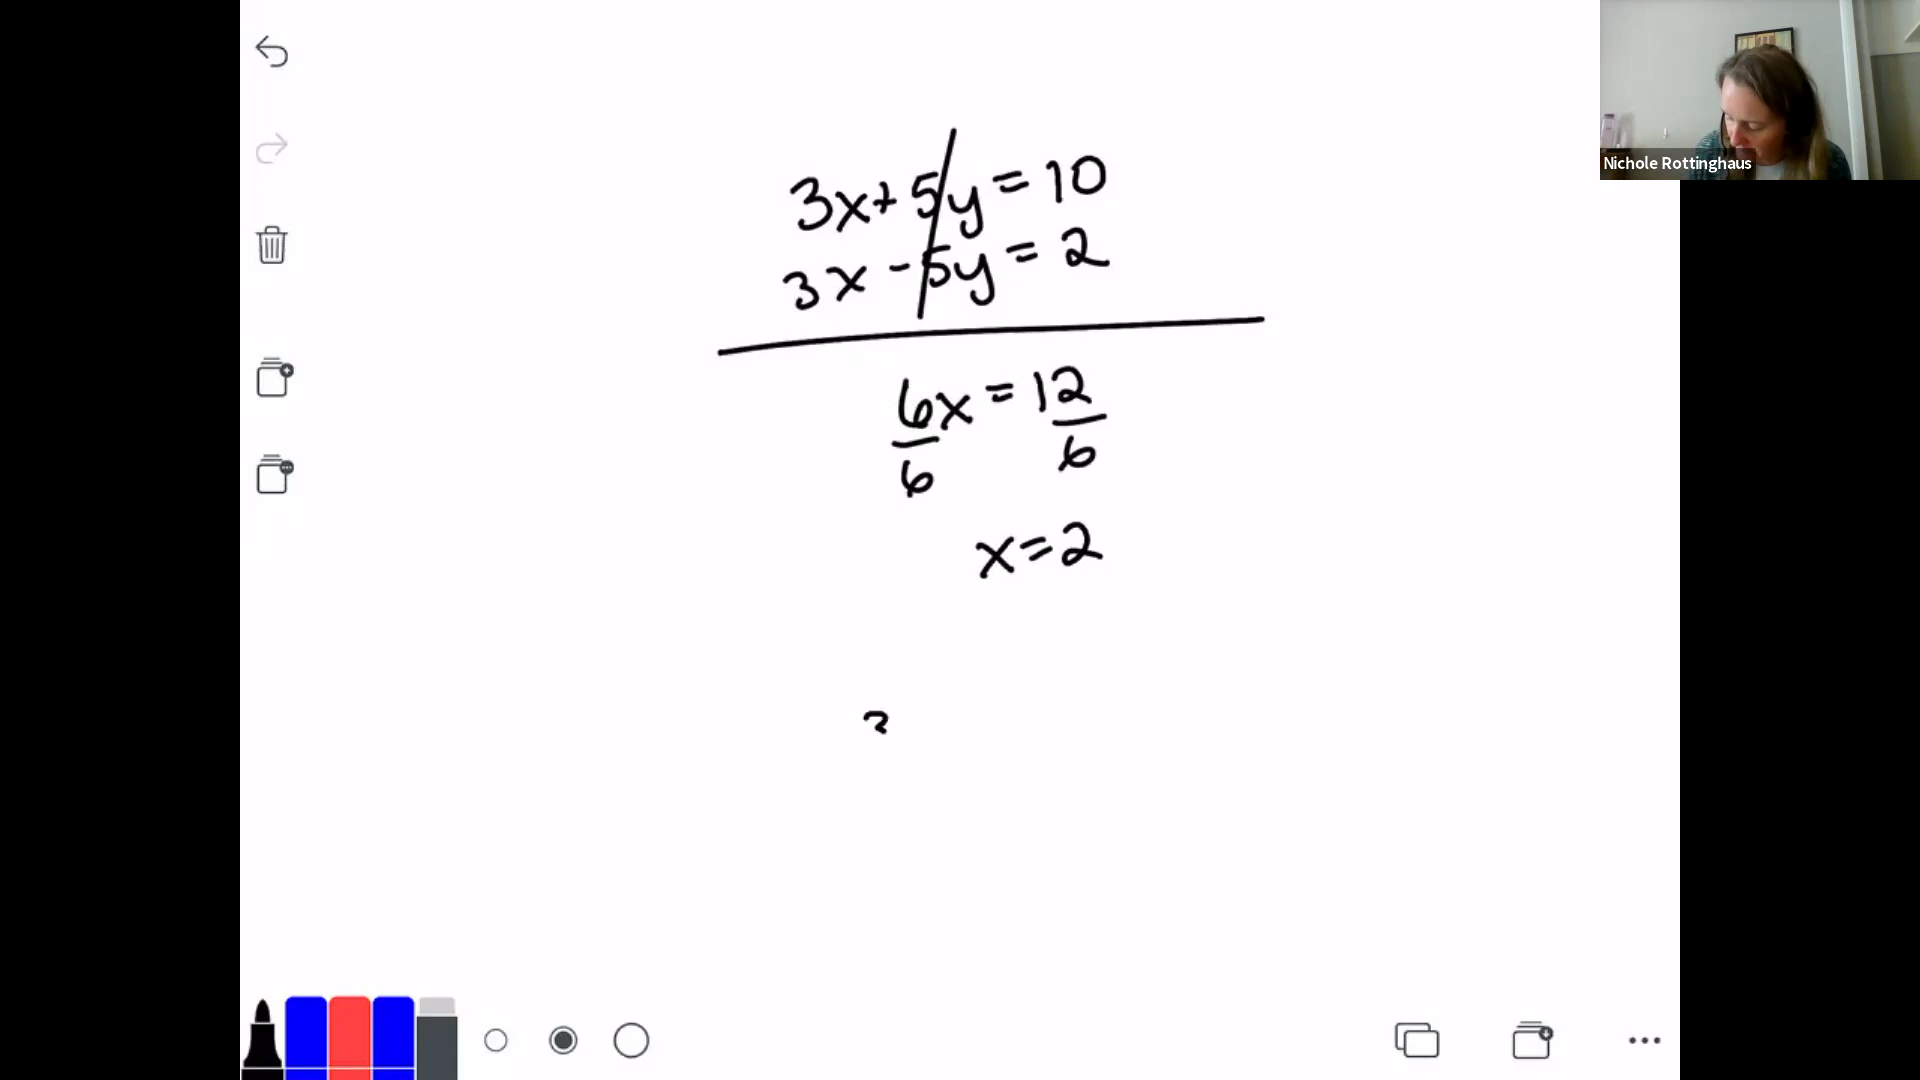 3x+5y=10
3x-5y=2
6x=12
6 6
x=2
3
Nichole Rottinghaus